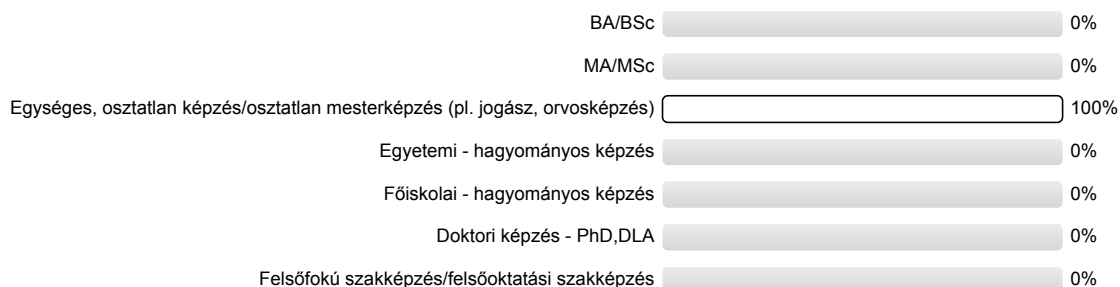 BA/BSc 0%
MA/MSc 0%
Egységes, osztatlan képzés/osztatlan mesterképzés (pl. jogász, orvosképzés) 100%
Egyetemi - hagyományos képzés 0%
Főiskolai - hagyományos képzés 0%
Doktori képzés - PhD,DLA 0%
Felsőfokú szakképzés/felsőoktatási szakképzés 0%